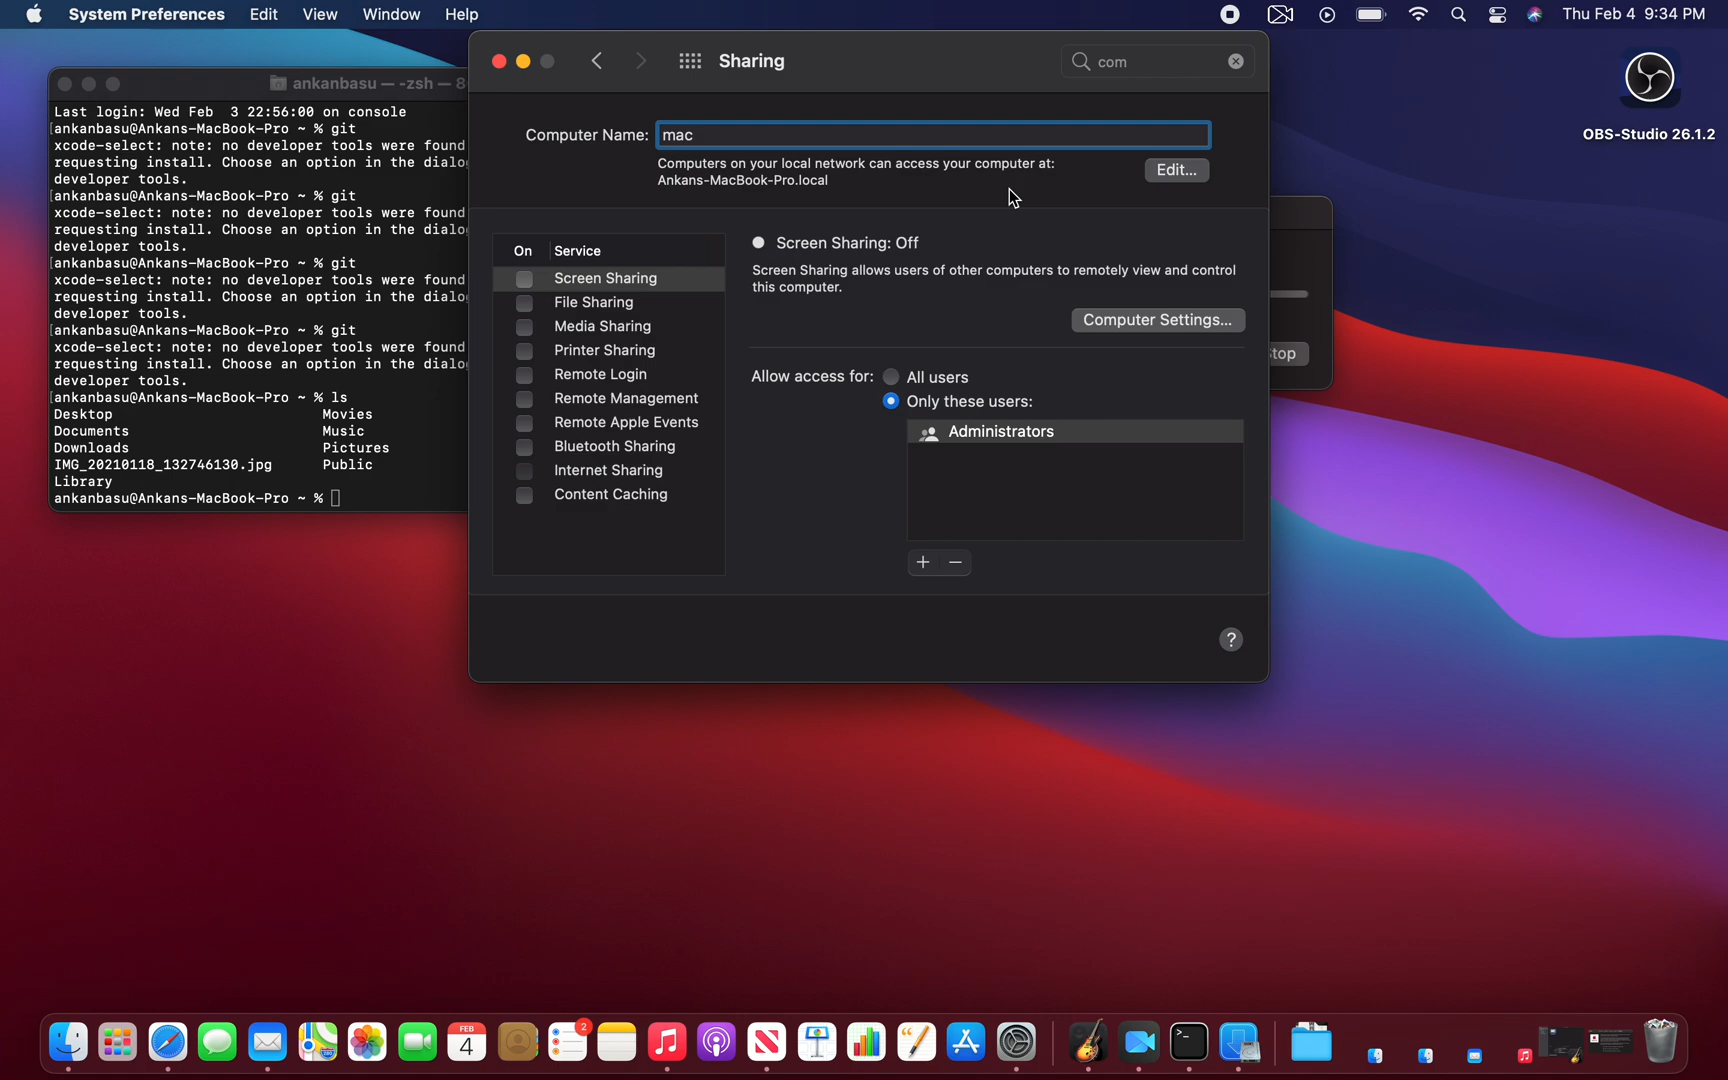 System Preferences Edit View Window Help
Thu Feb 4 9:34 PM
ankanbasu — -zsh — 8
Last login: Wed Feb  3 22:56:00 on console
[ankanbasu@Ankans-MacBook-Pro ~ % git
xcode-select: note: no developer tools were found
requesting install. Choose an option in the dialo
developer tools.
[ankanbasu@Ankans-MacBook-Pro ~ % git
xcode-select: note: no developer tools were found
requesting install. Choose an option in the dialo
developer tools.
[ankanbasu@Ankans-MacBook-Pro ~ % git
xcode-select: note: no developer tools were found
requesting install. Choose an option in the dialo
developer tools.
[ankanbasu@Ankans-MacBook-Pro ~ % git
xcode-select: note: no developer tools were found
requesting install. Choose an option in the dialo
developer tools.
[ankanbasu@Ankans-MacBook-Pro ~ % ls
Desktop Movies
Documents Music
Downloads Pictures
IMG_20210118_132746130.jpg Public
Library
ankanbasu@Ankans-MacBook-Pro ~ %
Sharing
com
Computer Name: mac
Computers on your local network can access your computer at:
Ankans-MacBook-Pro.local
Edit...
On Service
Screen Sharing
File Sharing
Media Sharing
Printer Sharing
Remote Login
Remote Management
Remote Apple Events
Bluetooth Sharing
Internet Sharing
Content Caching
Screen Sharing: Off
Screen Sharing allows users of other computers to remotely view and control
this computer.
Computer Settings...
Allow access for: All users
Only these users:
Administrators
+ −
?
top
OBS-Studio 26.1.2
FEB
4
2